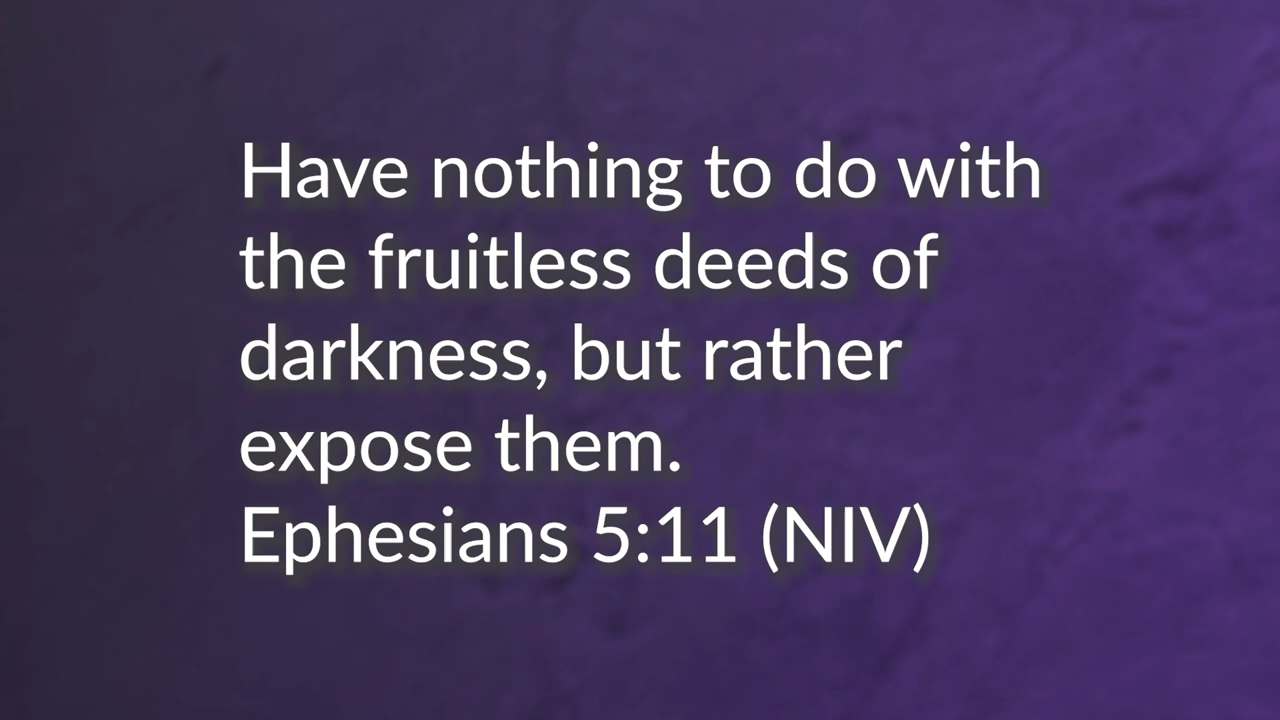 Have nothing to do with
the fruitless deeds of
darkness, but rather
expose them.
Ephesians 5:11 (NIV)